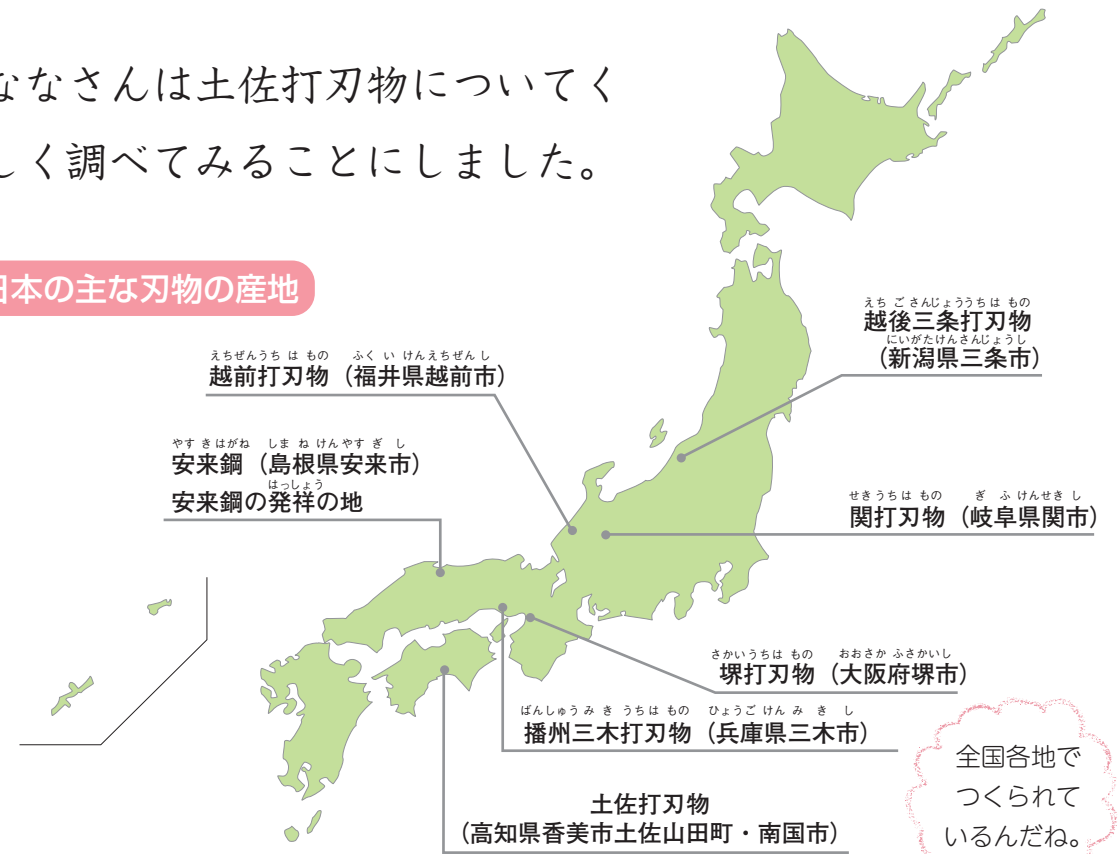 ななさんは土佐打刃物についてく
しく調べてみることにしました。
日本の主な刃物の産地
えちごさんじょううちはもの
越後三条打刃物
にいがたけんさんじょうし
(新潟県三条市)
えちぜんうちはもの ふくいけんえちぜんし
越前打刃物(福井県越前市)
やすきはがね しまねけんやすぎし
安来鋼(島根県安来市)
はっしょう
安来鋼の発祥の地
せきうちはもの ぎふけんせきし
関打刃物(岐阜県関市)
さかいうちはもの おおさかふさかいし
堺打刃物(大阪府堺市)
ばんしゅうみきうちはもの ひょうごけんみきし
播州三木打刃物(兵庫県三木市)
土佐打刃物
(高知県香美市土佐山田町・南国市)
全国各地で
つくられて
いるんだね。